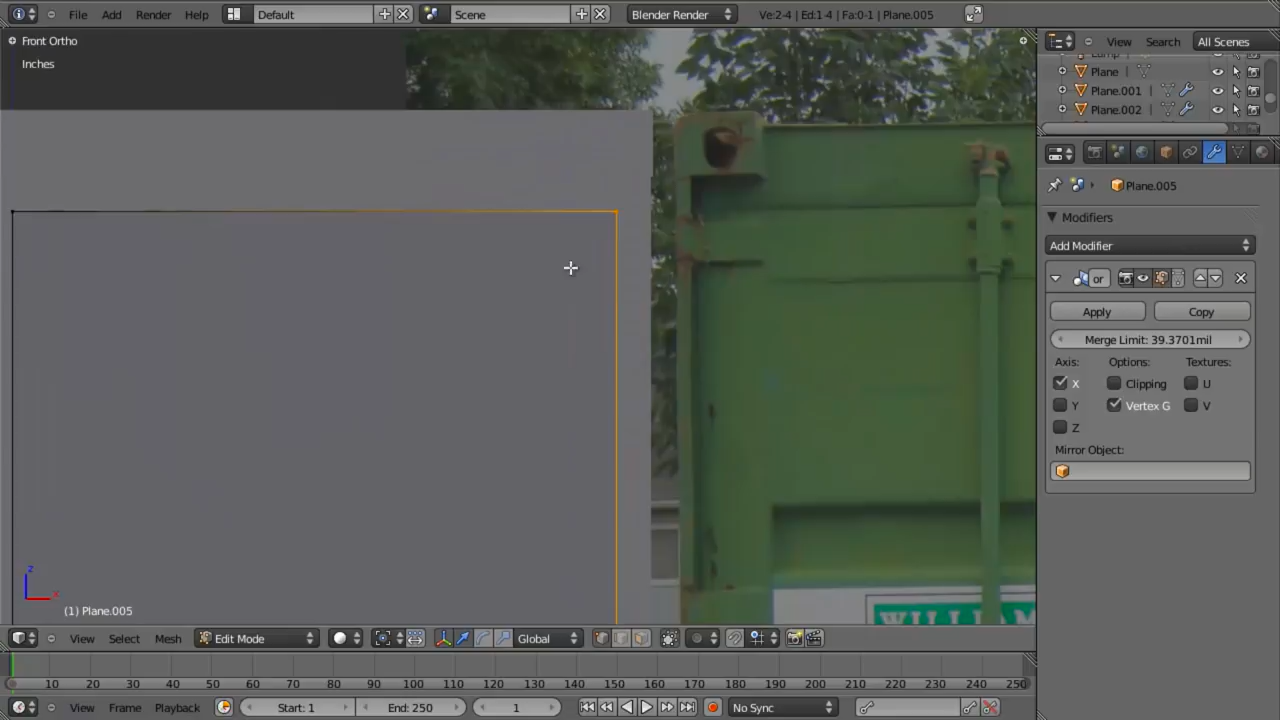 File Add Render Help Default Scene Blender Render Ve:2-4 | Ed:1-4 | Fa:0-1 | Plane.005
Front Ortho
Inches
View Search All Scenes
Plane
Plane.001
Plane.002
Plane.005
Modifiers
Add Modifier
or
Apply Copy
Merge Limit: 39.3701mil
Axis: Options: Textures:
X Clipping U
Y Vertex G V
Z
Mirror Object:
WILLIAM
z
x
(1) Plane.005
View Select Mesh Edit Mode Global
10 20 30 40 50 60 70 80 90 100 110 120 130 140 150 160 170 180 190 200 210 220 230 240 250
View Frame Playback Start: 1 End: 250 1 No Sync